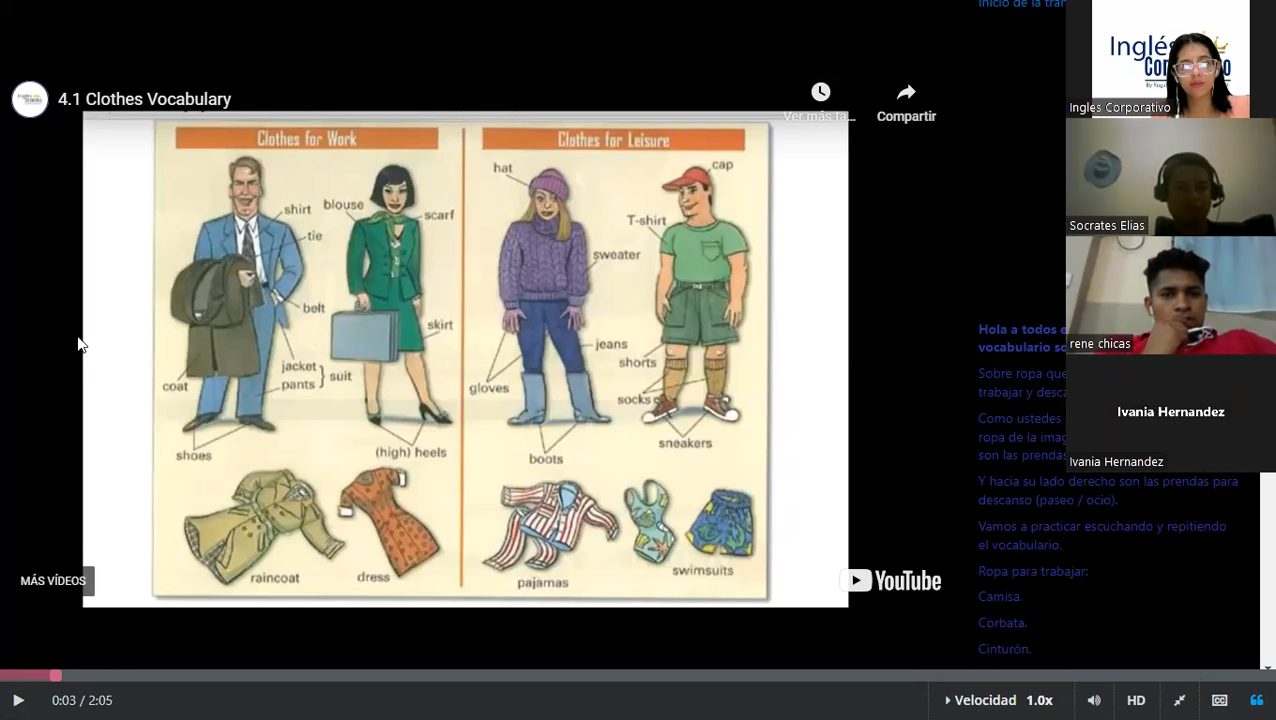 Inicio de la tran
4.1 Clothes Vocabulary
Ver más ta...
Compartir
Clothes for Work
Clothes for Leisure
shirt
blouse
scarf
tie
belt
skirt
jacket
pants
suit
coat
shoes
(high) heels
raincoat
dress
hat
cap
T-shirt
sweater
jeans
shorts
gloves
socks
boots
sneakers
pajamas
swimsuits
MÁS VÍDEOS
YouTube
Hola a todos e
vocabulario so
Sobre ropa que
trabajar y desca
Como ustedes
ropa de la imag
son las prendas
Y hacia su lado derecho son las prendas para
descanso (paseo / ocio).
Vamos a practicar escuchando y repitiendo
el vocabulario.
Ropa para trabajar:
Camisa.
Corbata.
Cinturón.
Inglés
Ingles Corporativo
Socrates Elias
rene chicas
Ivania Hernandez
Ivania Hernandez
0:03 / 2:05
Velocidad 1.0x
HD
CC